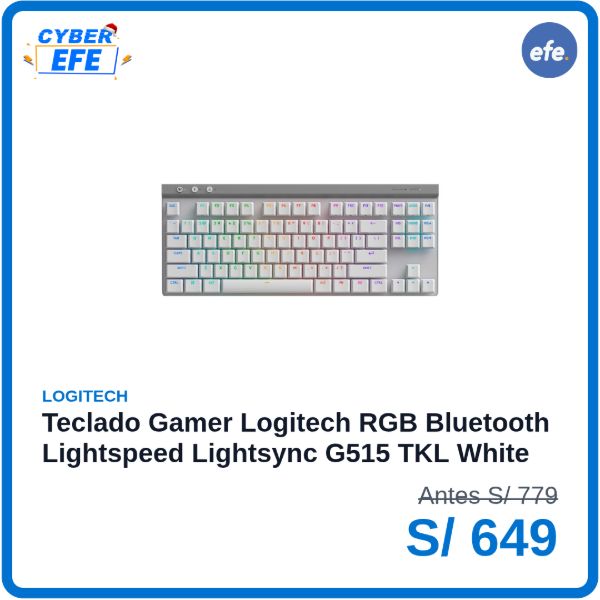 CYBER
EFE
efe.
LOGITECH
Teclado Gamer Logitech RGB Bluetooth
Lightspeed Lightsync G515 TKL White
Antes S/ 779
S/ 649